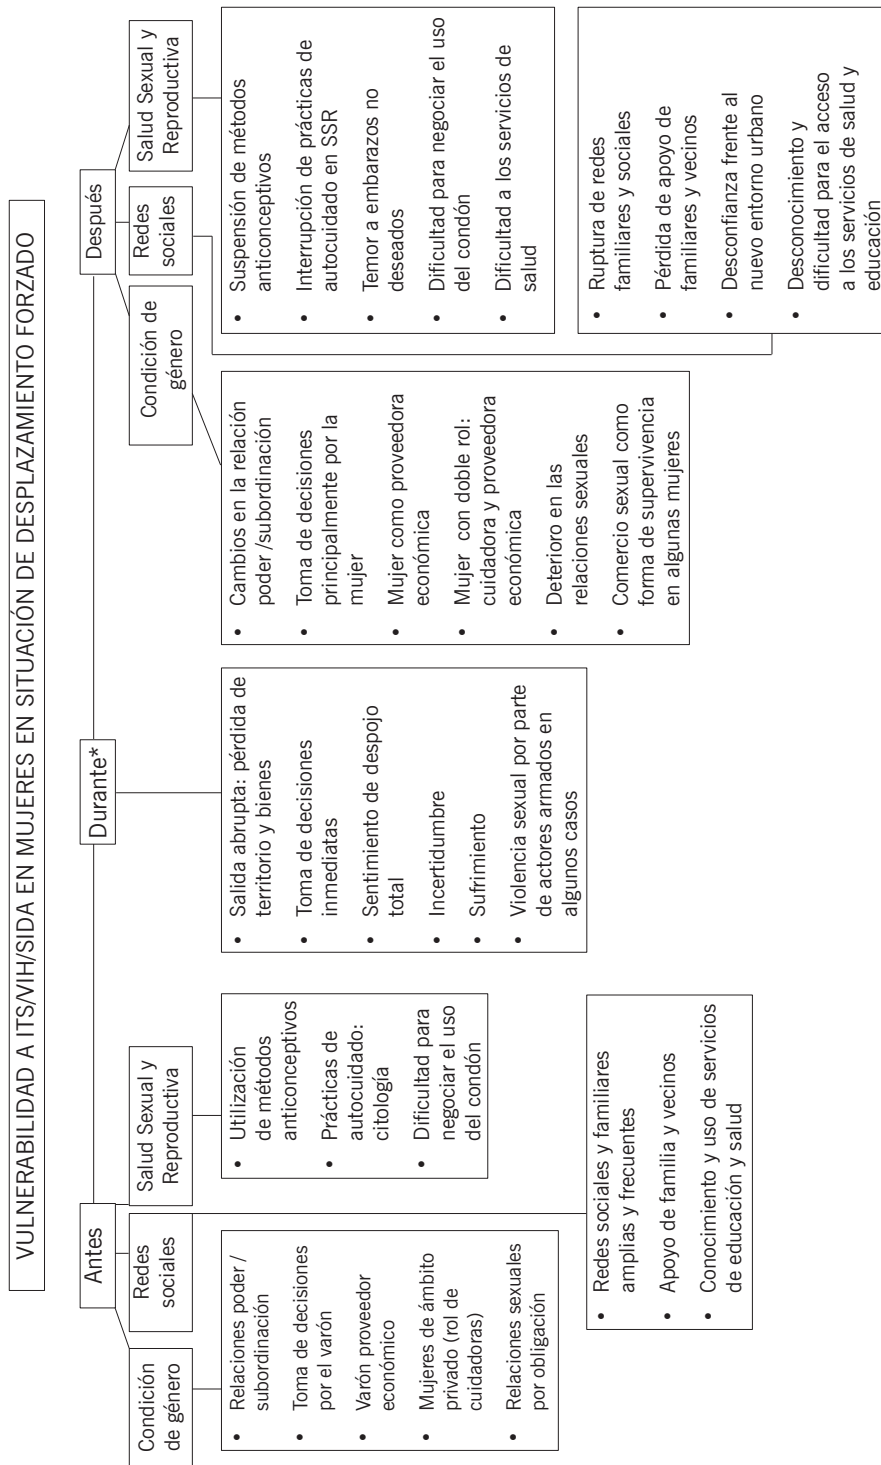 VULNERABILIDAD A ITS/VIH/SIDA EN MUJERES EN SITUACIÓN DE DESPLAZAMIENTO FORZADO
Antes
Condición
de género
Redes
sociales
Salud Sexual y
Reproductiva
• Relaciones poder /
subordinación
• Toma de decisiones
por el varón
• Varón proveedor
económico
• Mujeres de ámbito
privado (rol de
cuidadoras)
• Relaciones sexuales
por obligación
• Utilización
de métodos
anticonceptivos
• Prácticas de
autocuidado:
citología
• Dificultad para
negociar el uso
del condón
• Redes sociales y familiares
amplias y frecuentes
• Apoyo de familia y vecinos
• Conocimiento y uso de servicios
de educación y salud
Durante*
• Salida abrupta: pérdida de
territorio y bienes
• Toma de decisiones
inmediatas
• Sentimiento de despojo
total
• Incertidumbre
• Sufrimiento
• Violencia sexual por parte
de actores armados en
algunos casos
Después
Condición de
género
Redes
sociales
Salud Sexual y
Reproductiva
• Cambios en la relación
poder /subordinación
• Toma de decisiones
principalmente por la
mujer
• Mujer como proveedora
económica
• Mujer con doble rol:
cuidadora y proveedora
económica
• Deterioro en las
relaciones sexuales
• Comercio sexual como
forma de supervivencia
en algunas mujeres
• Suspensión de métodos
anticonceptivos
• Interrupción de prácticas de
autocuidado en SSR
• Temor a embarazos no
deseados
• Dificultad para negociar el uso
del condón
• Dificultad a los servicios de
salud
• Ruptura de redes
familiares y sociales
• Pérdida de apoyo de
familiares y vecinos
• Desconfianza frente al
nuevo entorno urbano
• Desconocimiento y
dificultad para el acceso
a los servicios de salud y
educación